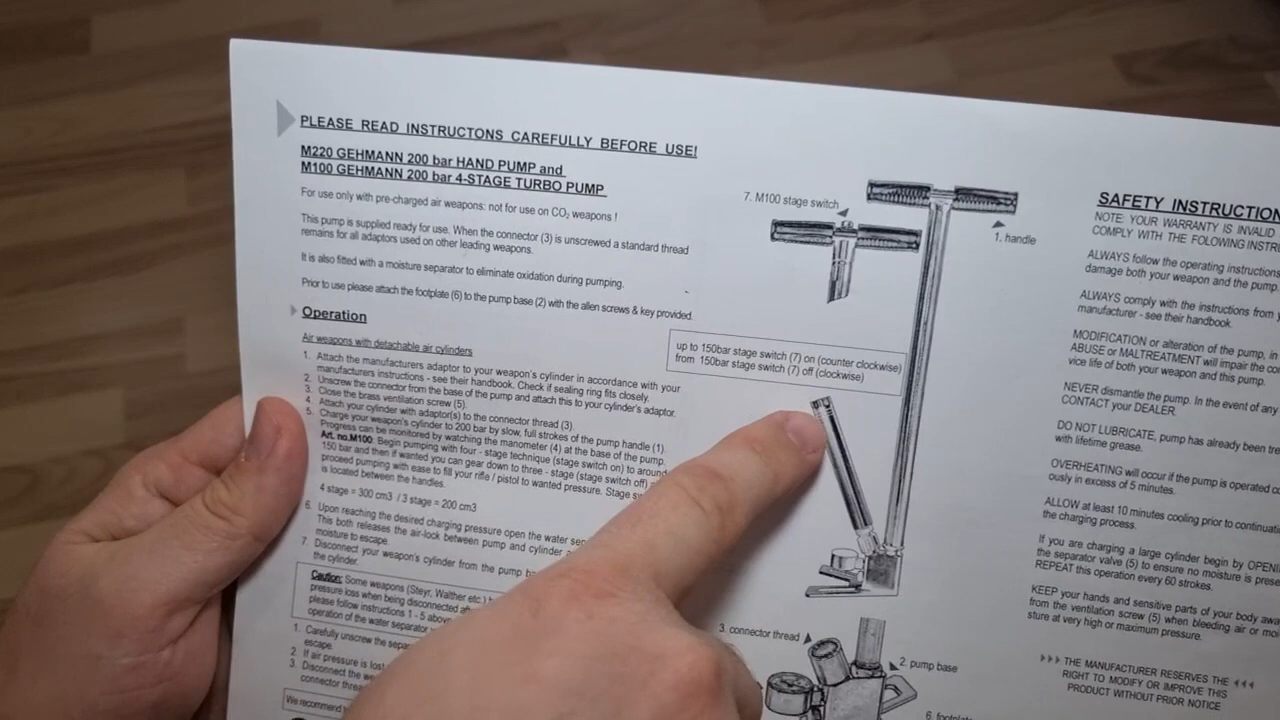 PLEASE READ INSTRUCTONS CAREFULLY BEFORE USE!
M220 GEHMANN 200 bar HAND PUMP and
M100 GEHMANN 200 bar 4-STAGE TURBO PUMP
For use only with pre-charged air weapons: not for use on CO₂ weapons !
This pump is supplied ready for use. When the connector (3) is unscrewed a standard thread
remains for all adaptors used on other leading weapons.
It is also fitted with a moisture separator to eliminate oxidation during pumping.
Prior to use please attach the footplate (6) to the pump base (2) with the allen screws & key provided.
Operation
Air weapons with detachable air cylinders
1. Attach the manufacturers adaptor to your weapon's cylinder in accordance with your
manufacturers instructions - see their handbook. Check if sealing ring fits closely.
2. Unscrew the connector from the base of the pump and attach this to your cylinder's adaptor.
3. Close the brass ventilation screw (5).
4. Attach your cylinder with adaptor(s) to the connector thread (3).
5. Charge your weapon's cylinder to 200 bar by slow, full strokes of the pump handle (1).
Progress can be monitored by watching the manometer (4) at the base of the pump.
Art. no.M100: Begin pumping with four - stage technique (stage switch on) to around
150 bar and then if wanted you can gear down to three - stage (stage switch off)
proceed pumping with ease to fill your rifle / pistol to wanted pressure. Stage
is located between the handles.
4 stage = 300 cm3 / 3 stage = 200 cm3
6. Upon reaching the desired charging pressure open the water
This both releases the air-lock between pump and cylinder
moisture to escape.
7. Disconnect your weapon's cylinder from the pump
the cylinder.
Caution: Some weapons (Steyr, Walther etc.)
pressure loss when being disconnected
please follow instructions 1 - 5
operation of the water separator
1. Carefully unscrew the
escape.
2. If air pressure is lost
3. Disconnect the
connector
We recommend
7. M100 stage switch
1. handle
up to 150bar stage switch (7) on (counter clockwise)
from 150bar stage switch (7) off (clockwise)
3. connector thread
2. pump base
6.
SAFETY
NOTE: YOUR WARRANTY IS INVALID
COMPLY WITH THE FOLOWING
ALWAYS follow the operating instructions
damage both your weapon and the pump.
ALWAYS comply with the instructions from
manufacturer - see their handbook.
MODIFICATION or alteration of the pump, in
ABUSE or MALTREATMENT will impair the
vice life of both your weapon and this pump.
NEVER dismantle the pump. In the event of any
CONTACT your DEALER.
DO NOT LUBRICATE, pump has already been
with lifetime grease.
OVERHEATING will occur if the pump is operated
ously in excess of 5 minutes.
ALLOW at least 10 minutes cooling prior to
the charging process.
If you are charging a large cylinder begin by
the separator valve (5) to ensure no moisture is
REPEAT this operation every 60 strokes.
KEEP your hands and sensitive parts of your body
from the ventilation screw (5) when bleeding air or
sture at very high or maximum pressure.
THE MANUFACTURER RESERVES THE
RIGHT TO MODIFY OR IMPROVE THIS
PRODUCT WITHOUT PRIOR NOTICE